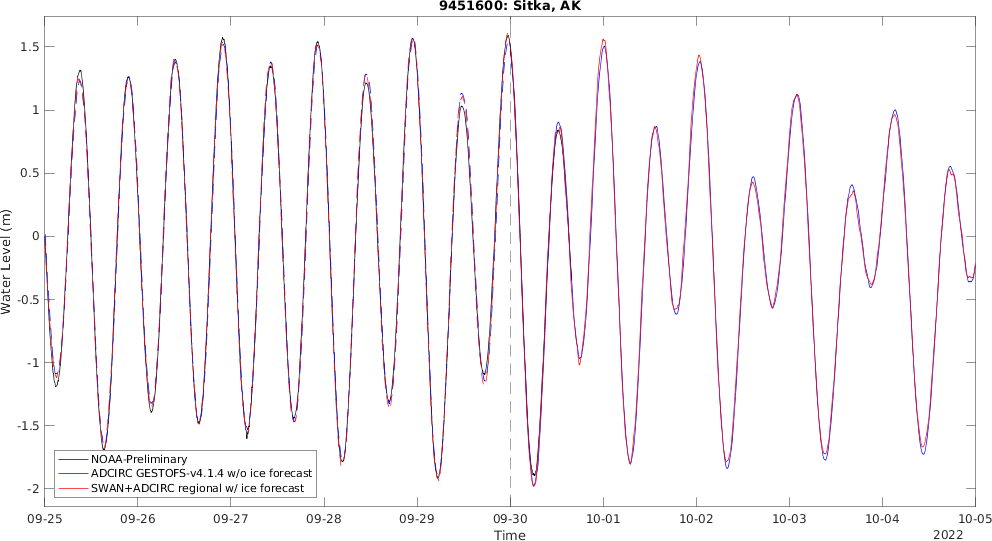 9451600: Sitka, AK
Water Level (m)
1.5
1
0.5
0
-0.5
-1
-1.5
-2
NOAA-Preliminary
ADCIRC GESTOFS-v4.1.4 w/o ice forecast
SWAN+ADCIRC regional w/ ice forecast
09-25 09-26 09-27 09-28 09-29 09-30 10-01 10-02 10-03 10-04 10-05
Time
2022